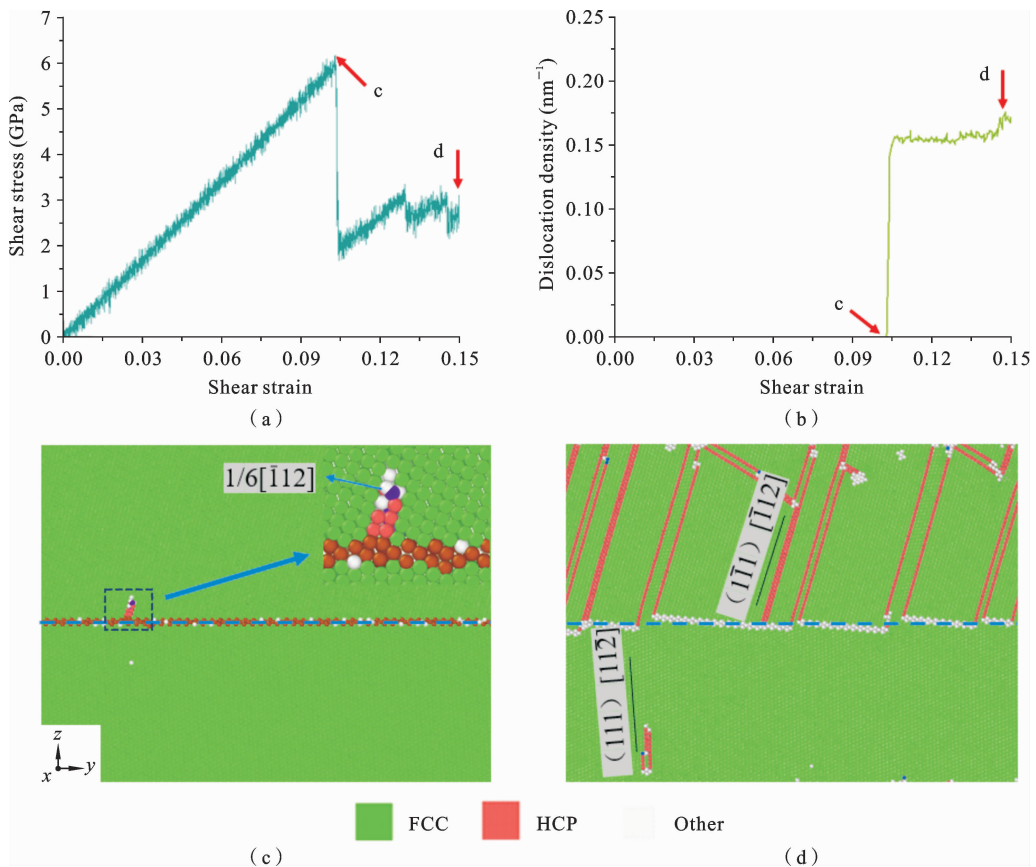 7
6
5
4
3
2
1
0
Shear stress (GPa)
c
d
0.00 0.03 0.06 0.09 0.12 0.15
Shear strain
(a)
0.25
0.20
0.15
0.10
0.05
0.00
Dislocation density (nm⁻¹)
d
c
0.00 0.03 0.06 0.09 0.12 0.15
Shear strain
(b)
1/6[1̄12]
z
x y
(11̄1) [1̄12]
(111) [112̄]
FCC HCP Other
(c) (d)